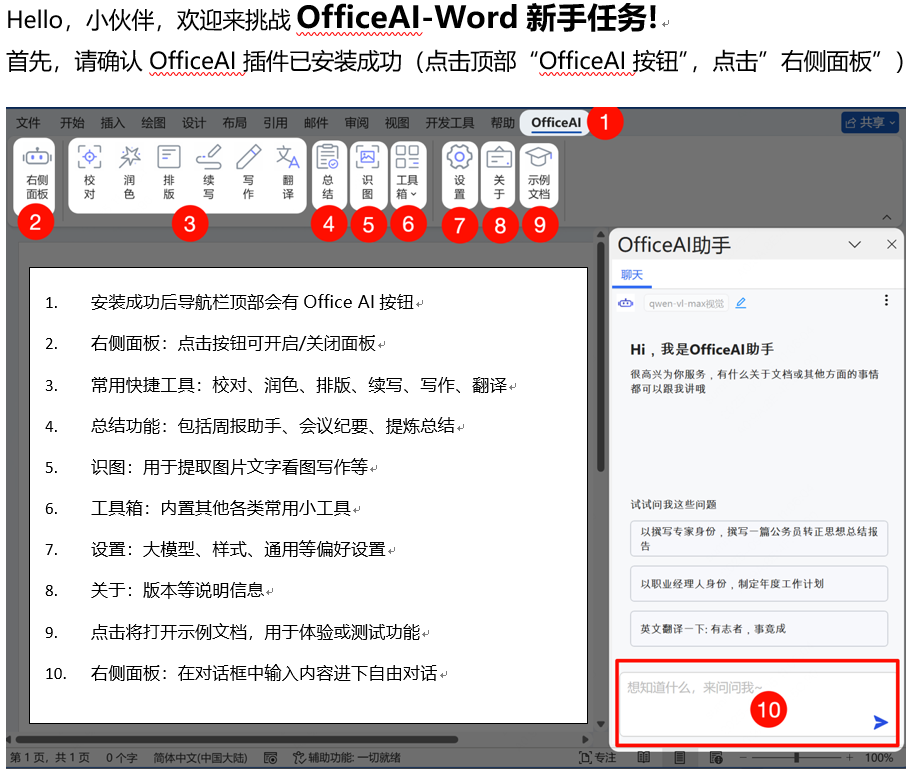 Hello，小伙伴，欢迎来挑战 OfficeAI-Word 新手任务!
首先，请确认 OfficeAI 插件已安装成功（点击顶部“OfficeAI 按钮”，点击”右侧面板”）
文件 开始 插入 绘图 设计 布局 引用 邮件 审阅 视图 开发工具 帮助 OfficeAI 1 共享
右侧面板 校对 润色 排版 续写 写作 翻译 总结 识图 工具箱 设置 关于 示例文档
2 3 4 5 6 7 8 9
1. 安装成功后导航栏顶部会有 Office AI 按钮
2. 右侧面板：点击按钮可开启/关闭面板
3. 常用快捷工具：校对、润色、排版、续写、写作、翻译
4. 总结功能：包括周报助手、会议纪要、提炼总结
5. 识图：用于提取图片文字看图写作等
6. 工具箱：内置其他各类常用小工具
7. 设置：大模型、样式、通用等偏好设置
8. 关于：版本等说明信息
9. 点击将打开示例文档，用于体验或测试功能
10. 右侧面板：在对话框中输入内容进下自由对话
OfficeAI助手
聊天
qwen-vl-max视觉
Hi，我是OfficeAI助手
很高兴为你服务，有什么关于文档或其他方面的事情
都可以跟我讲哦
试试问我这些问题
以撰写专家身份，撰写一篇公务员转正思想总结报
告
以职业经理人身份，制定年度工作计划
英文翻译一下: 有志者，事竟成
想知道什么，来问问我~
10
第 1 页，共 1 页 0 个字 简体中文(中国大陆) 辅助功能: 一切就绪 专注 100%